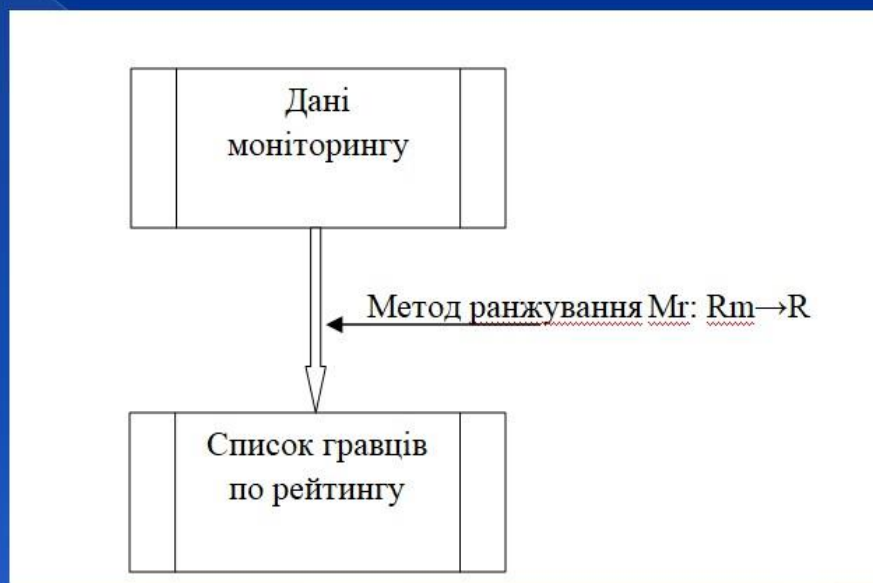 Дані
моніторингу
Метод ранжування Mr: Rm→R
Список гравців
по рейтингу